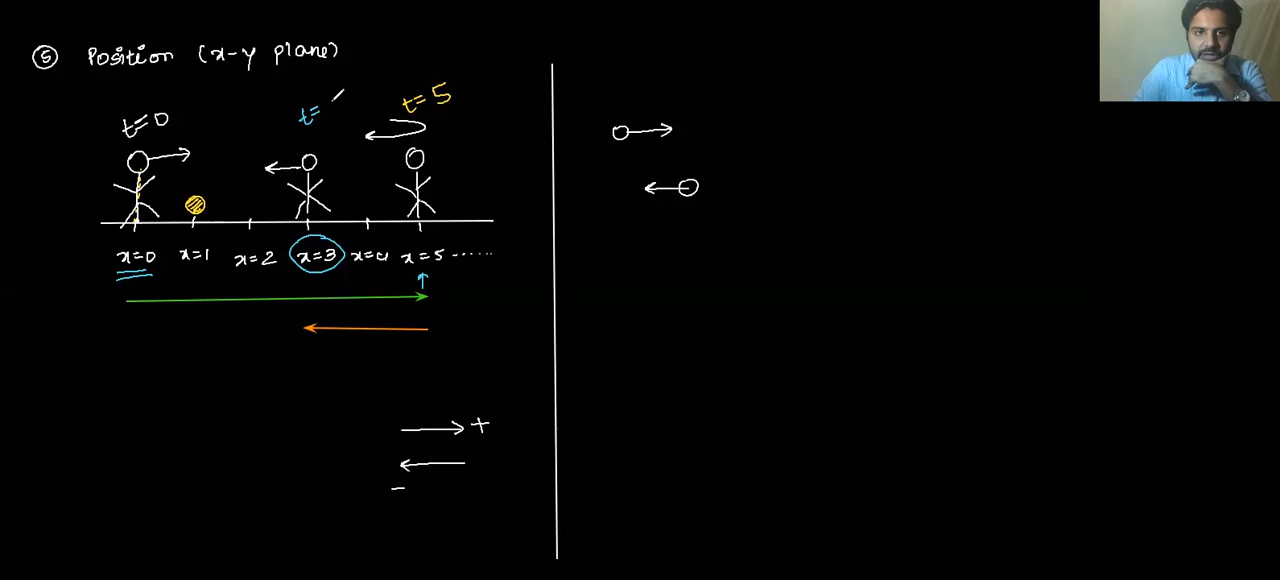 ⑤ Position (x-y plane)
t=0 t= t=5
x=0 x=1 x=2 x=3 x=4 x=5 ......
+
-